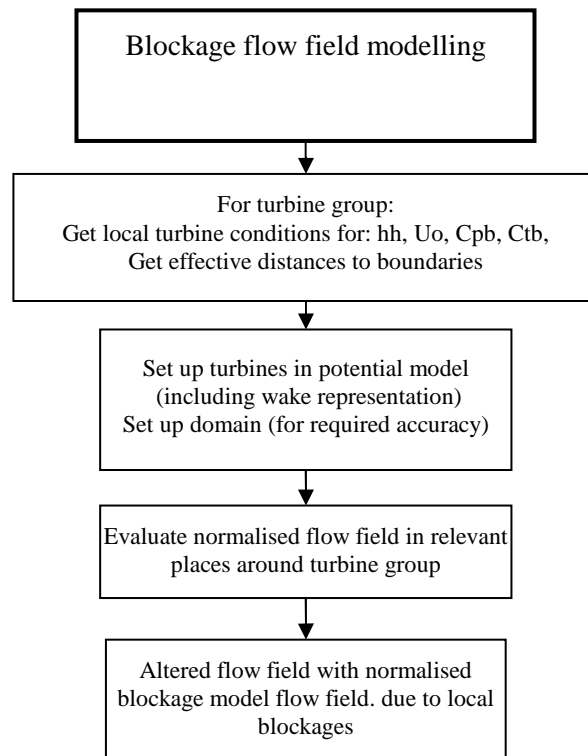 Blockage flow field modelling
For turbine group:
Get local turbine conditions for: hh, Uo, Cpb, Ctb,
Get effective distances to boundaries
Set up turbines in potential model
(including wake representation)
Set up domain (for required accuracy)
Evaluate normalised flow field in relevant
places around turbine group
Altered flow field with normalised
blockage model flow field. due to local
blockages